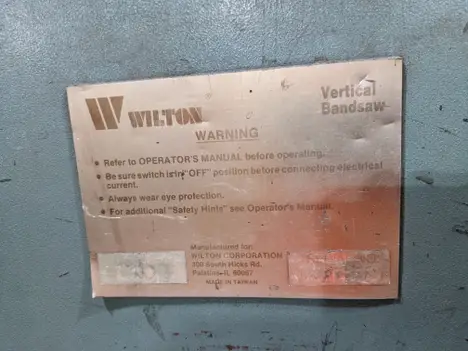 WILTON
Vertical
Bandsaw
WARNING
• Refer to OPERATOR'S MANUAL before operating.
• Be sure switch is in "OFF" position before connecting electrical
current.
• Always wear eye protection.
• For additional "Safety Hints" see Operator's Manual.
Manufactured for:
WILTON CORPORATION
300 South Hicks Rd.
Palatine, IL 60067
MADE IN TAIWAN